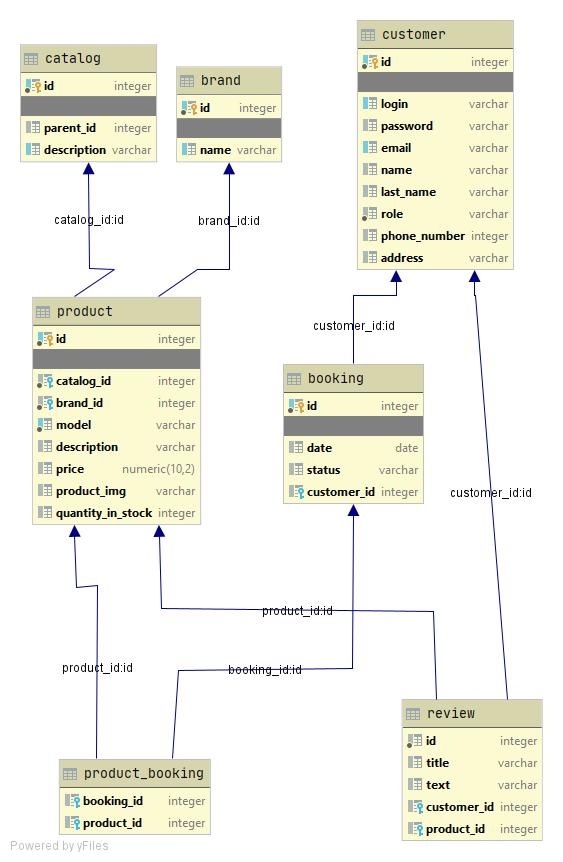 customer
id integer
login varchar
password varchar
email varchar
name varchar
last_name varchar
role varchar
phone_number integer
address varchar
catalog
id integer
parent_id integer
description varchar
brand
id integer
name varchar
catalog_id:id
brand_id:id
customer_id:id
product
id integer
catalog_id integer
brand_id integer
model varchar
description varchar
price numeric(10,2)
product_img varchar
quantity_in_stock integer
booking
id integer
date date
status varchar
customer_id integer
customer_id:id
product_id:id
product_id:id
booking_id:id
review
id integer
title varchar
text varchar
customer_id integer
product_id integer
product_booking
booking_id integer
product_id integer
Powered by yFiles